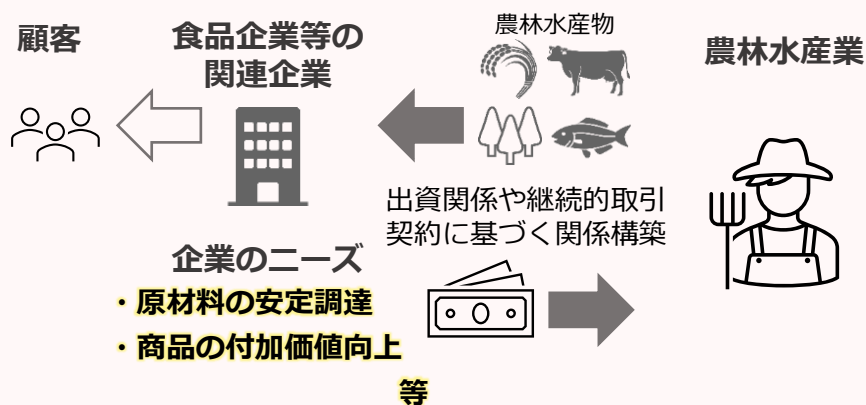 顧客
食品企業等の
関連企業
農林水産物
農林水産業
出資関係や継続的取引
契約に基づく関係構築
企業のニーズ
・原材料の安定調達
・商品の付加価値向上
等